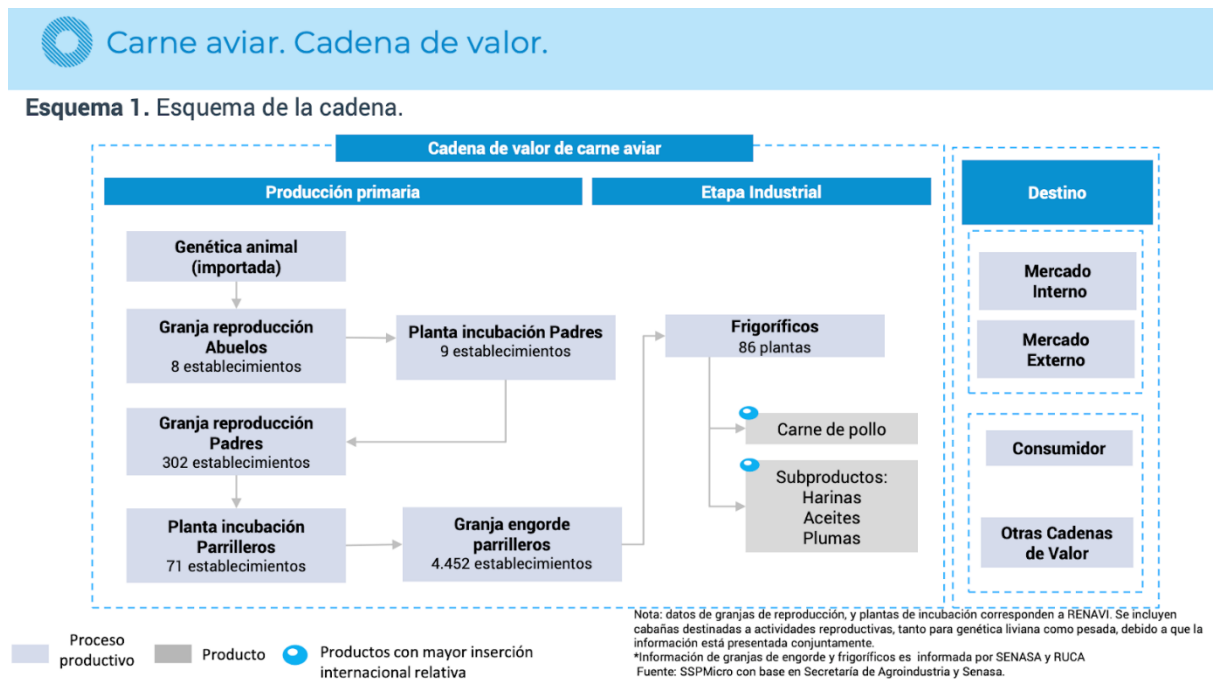 Carne aviar. Cadena de valor.
Esquema 1. Esquema de la cadena.
Cadena de valor de carne aviar
Producción primaria
Etapa Industrial
Destino
Genética animal
(importada)
Granja reproducción
Abuelos
8 establecimientos
Planta incubación Padres
9 establecimientos
Granja reproducción
Padres
302 establecimientos
Planta incubación
Parrilleros
71 establecimientos
Granja engorde
parrilleros
4.452 establecimientos
Frigoríficos
86 plantas
Carne de pollo
Subproductos:
Harinas
Aceites
Plumas
Mercado
Interno
Mercado
Externo
Consumidor
Otras Cadenas
de Valor
Proceso
productivo
Producto
Productos con mayor inserción
internacional relativa
Nota: datos de granjas de reproducción, y plantas de incubación corresponden a RENAVI. Se incluyen
cabañas destinadas a actividades reproductivas, tanto para genética liviana como pesada, debido a que la
información está presentada conjuntamente.
*Información de granjas de engorde y frigoríficos es informada por SENASA y RUCA
Fuente: SSPMicro con base en Secretaría de Agroindustria y Senasa.